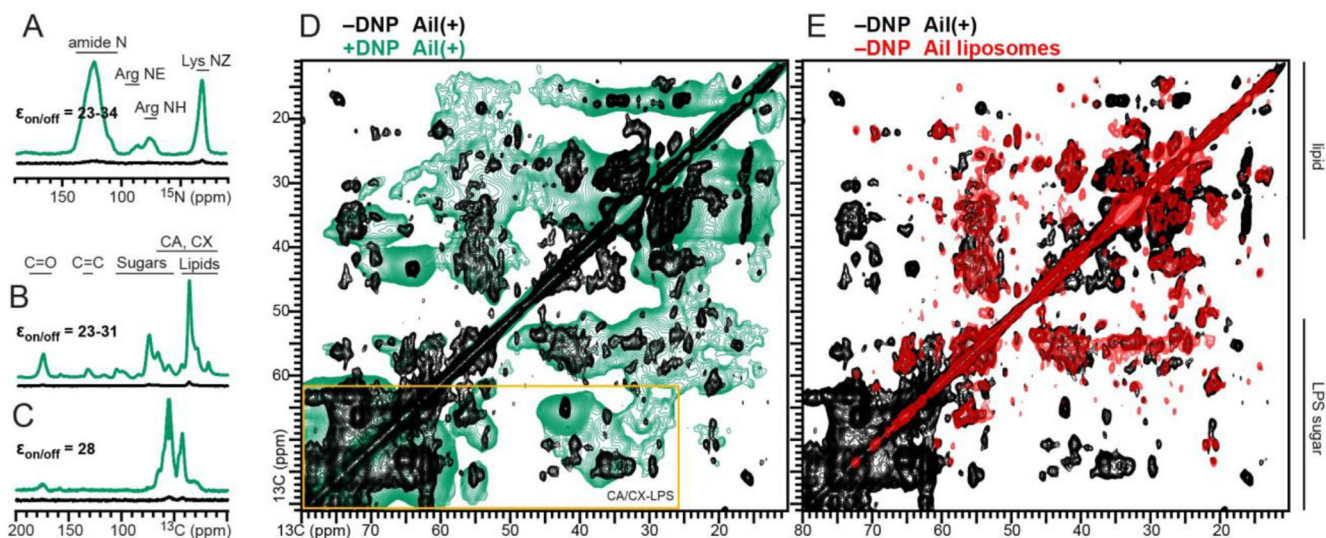 A
amide N
Lys NZ
Arg NE
εon/off = 23-34
Arg NH
150
100
15N (ppm)
CA, CX
C=O
C=C
Sugars
Lipids
B
εon/off = 23-31
C
εon/off = 28
200
150
100
13C (ppm)
D
–DNP Ail(+)
+DNP Ail(+)
20
30
40
50
60
13C (ppm)
CA/CX-LPS
13C (ppm)
70
60
50
40
30
20
E
–DNP Ail(+)
–DNP Ail liposomes
lipid
LPS sugar
80
70
60
50
40
30
20